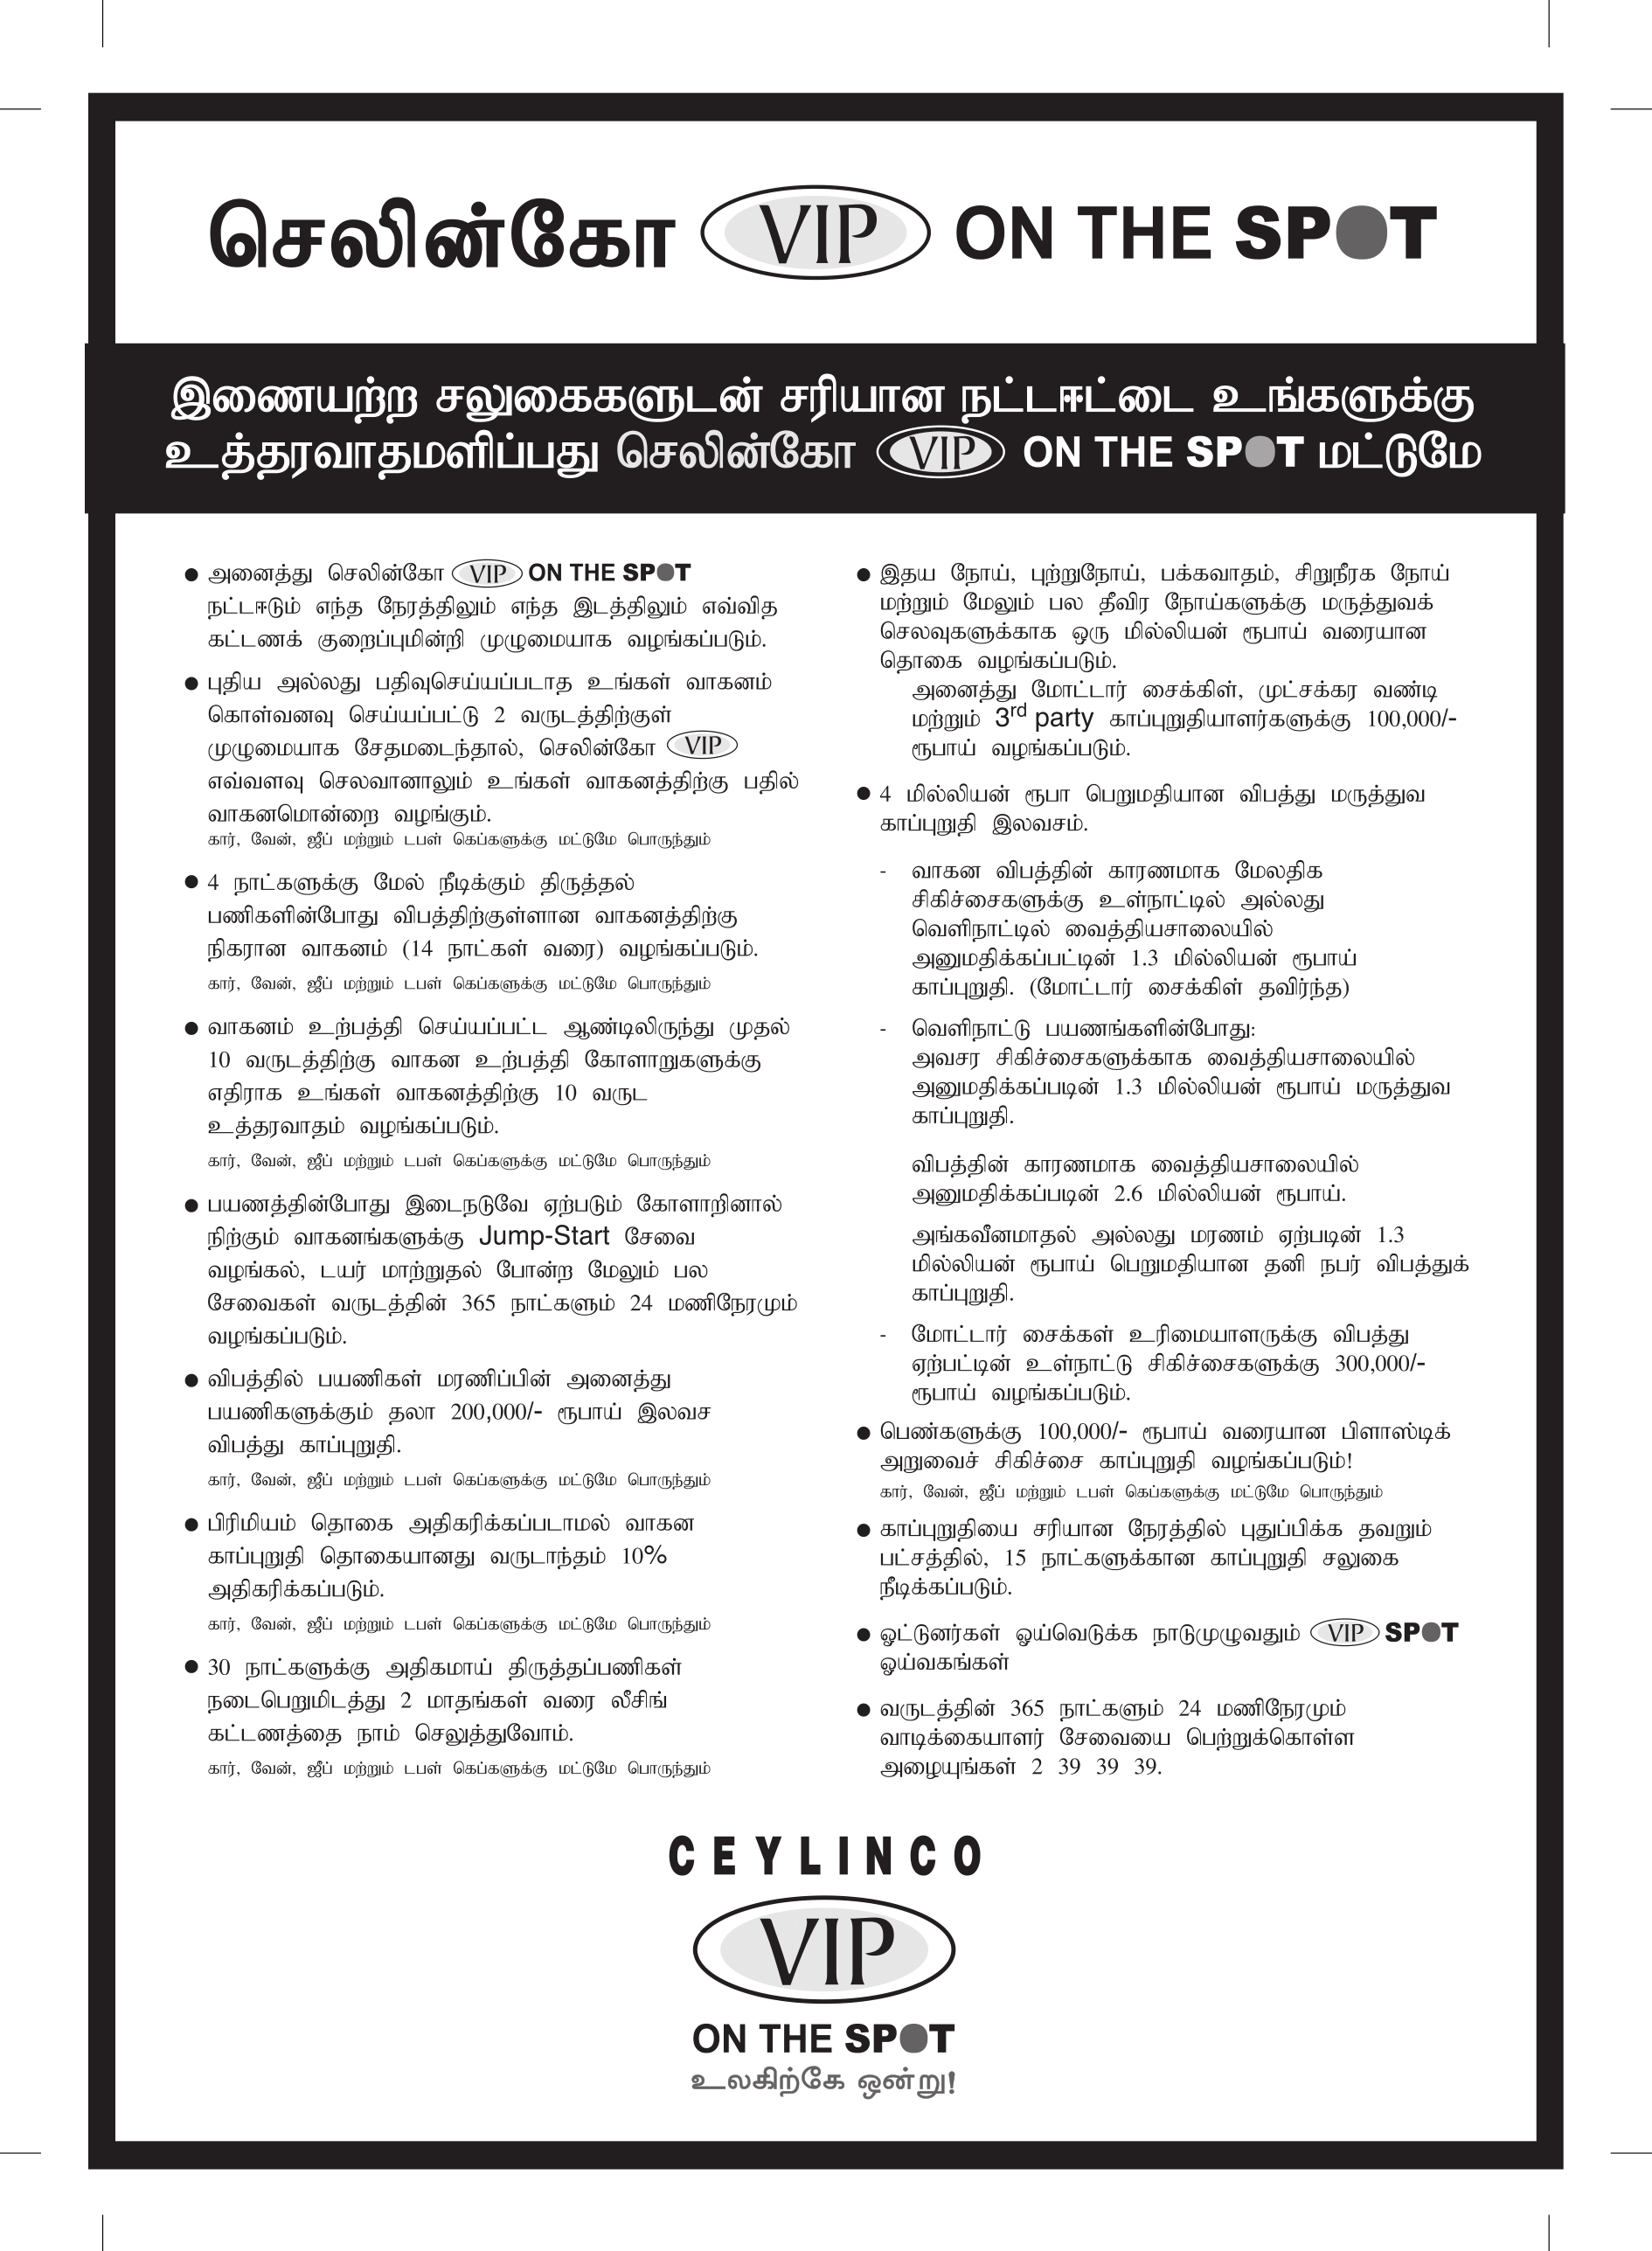 செலின்கோ VIP ON THE SPOT
இணையற்ற சலுகைகளுடன் சரியான நட்டஈட்டை உங்களுக்கு
உத்தரவாதமளிப்பது செலின்கோ VIP ON THE SPOT மட்டுமே
● அனைத்து செலின்கோ VIP ON THE SPOT
நட்டஈடும் எந்த நேரத்திலும் எந்த இடத்திலும் எவ்வித
கட்டணக் குறைப்புமின்றி முழுமையாக வழங்கப்படும்.
● புதிய அல்லது பதிவுசெய்யப்படாத உங்கள் வாகனம்
கொள்வனவு செய்யப்பட்டு 2 வருடத்திற்குள்
முழுமையாக சேதமடைந்தால், செலின்கோ VIP
எவ்வளவு செலவானாலும் உங்கள் வாகனத்திற்கு பதில்
வாகனமொன்றை வழங்கும்.
கார், வேன், ஜீப் மற்றும் டபள் கெப்களுக்கு மட்டுமே பொருந்தும்
● 4 நாட்களுக்கு மேல் நீடிக்கும் திருத்தல்
பணிகளின்போது விபத்திற்குள்ளான வாகனத்திற்கு
நிகரான வாகனம் (14 நாட்கள் வரை) வழங்கப்படும்.
கார், வேன், ஜீப் மற்றும் டபள் கெப்களுக்கு மட்டுமே பொருந்தும்
● வாகனம் உற்பத்தி செய்யப்பட்ட ஆண்டிலிருந்து முதல்
10 வருடத்திற்கு வாகன உற்பத்தி கோளாறுகளுக்கு
எதிராக உங்கள் வாகனத்திற்கு 10 வருட
உத்தரவாதம் வழங்கப்படும்.
கார், வேன், ஜீப் மற்றும் டபள் கெப்களுக்கு மட்டுமே பொருந்தும்
● பயணத்தின்போது இடைநடுவே ஏற்படும் கோளாறினால்
நிற்கும் வாகனங்களுக்கு Jump-Start சேவை
வழங்கல், டயர் மாற்றுதல் போன்ற மேலும் பல
சேவைகள் வருடத்தின் 365 நாட்களும் 24 மணிநேரமும்
வழங்கப்படும்.
● விபத்தில் பயணிகள் மரணிப்பின் அனைத்து
பயணிகளுக்கும் தலா 200,000/- ரூபாய் இலவச
விபத்து காப்புறுதி.
கார், வேன், ஜீப் மற்றும் டபள் கெப்களுக்கு மட்டுமே பொருந்தும்
● பிரிமியம் தொகை அதிகரிக்கப்படாமல் வாகன
காப்புறுதி தொகையானது வருடாந்தம் 10%
அதிகரிக்கப்படும்.
கார், வேன், ஜீப் மற்றும் டபள் கெப்களுக்கு மட்டுமே பொருந்தும்
● 30 நாட்களுக்கு அதிகமாய் திருத்தப்பணிகள்
நடைபெறுமிடத்து 2 மாதங்கள் வரை லீசிங்
கட்டணத்தை நாம் செலுத்துவோம்.
கார், வேன், ஜீப் மற்றும் டபள் கெப்களுக்கு மட்டுமே பொருந்தும்
● இதய நோய், புற்றுநோய், பக்கவாதம், சிறுநீரக நோய்
மற்றும் மேலும் பல தீவிர நோய்களுக்கு மருத்துவக்
செலவுகளுக்காக ஒரு மில்லியன் ரூபாய் வரையான
தொகை வழங்கப்படும்.
அனைத்து மோட்டார் சைக்கிள், முட்சக்கர வண்டி
மற்றும் 3rd party காப்புறுதியாளர்களுக்கு 100,000/-
ரூபாய் வழங்கப்படும்.
● 4 மில்லியன் ரூபா பெறுமதியான விபத்து மருத்துவ
காப்புறுதி இலவசம்.
- வாகன விபத்தின் காரணமாக மேலதிக
சிகிச்சைகளுக்கு உள்நாட்டில் அல்லது
வெளிநாட்டில் வைத்தியசாலையில்
அனுமதிக்கப்பட்டின் 1.3 மில்லியன் ரூபாய்
காப்புறுதி. (மோட்டார் சைக்கிள் தவிர்ந்த)
- வெளிநாட்டு பயணங்களின்போது:
அவசர சிகிச்சைகளுக்காக வைத்தியசாலையில்
அனுமதிக்கப்படின் 1.3 மில்லியன் ரூபாய் மருத்துவ
காப்புறுதி.
விபத்தின் காரணமாக வைத்தியசாலையில்
அனுமதிக்கப்படின் 2.6 மில்லியன் ரூபாய்.
அங்கவீனமாதல் அல்லது மரணம் ஏற்படின் 1.3
மில்லியன் ரூபாய் பெறுமதியான தனி நபர் விபத்துக்
காப்புறுதி.
- மோட்டார் சைக்கள் உரிமையாளருக்கு விபத்து
ஏற்பட்டின் உள்நாட்டு சிகிச்சைகளுக்கு 300,000/-
ரூபாய் வழங்கப்படும்.
● பெண்களுக்கு 100,000/- ரூபாய் வரையான பிளாஸ்டிக்
அறுவைச் சிகிச்சை காப்புறுதி வழங்கப்படும்!
கார், வேன், ஜீப் மற்றும் டபள் கெப்களுக்கு மட்டுமே பொருந்தும்
● காப்புறுதியை சரியான நேரத்தில் புதுப்பிக்க தவறும்
பட்சத்தில், 15 நாட்களுக்கான காப்புறுதி சலுகை
நீடிக்கப்படும்.
● ஓட்டுனர்கள் ஓய்வெடுக்க நாடுமுழுவதும் VIP SPOT
ஓய்வகங்கள்
● வருடத்தின் 365 நாட்களும் 24 மணிநேரமும்
வாடிக்கையாளர் சேவையை பெற்றுக்கொள்ள
அழையுங்கள் 2 39 39 39.
CEYLINCO
VIP
ON THE SPOT
உலகிற்கே ஒன்று!